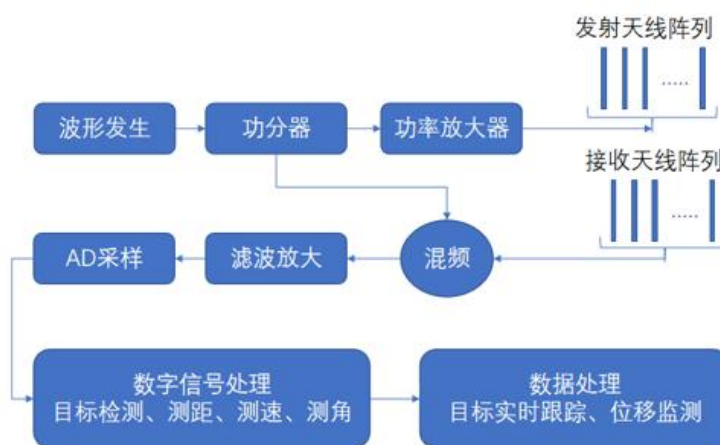 发射天线阵列
.....
波形发生
功分器
功率放大器
接收天线阵列
.....
AD采样
滤波放大
混频
数字信号处理
目标检测、测距、测速、测角
数据处理
目标实时跟踪、位移监测